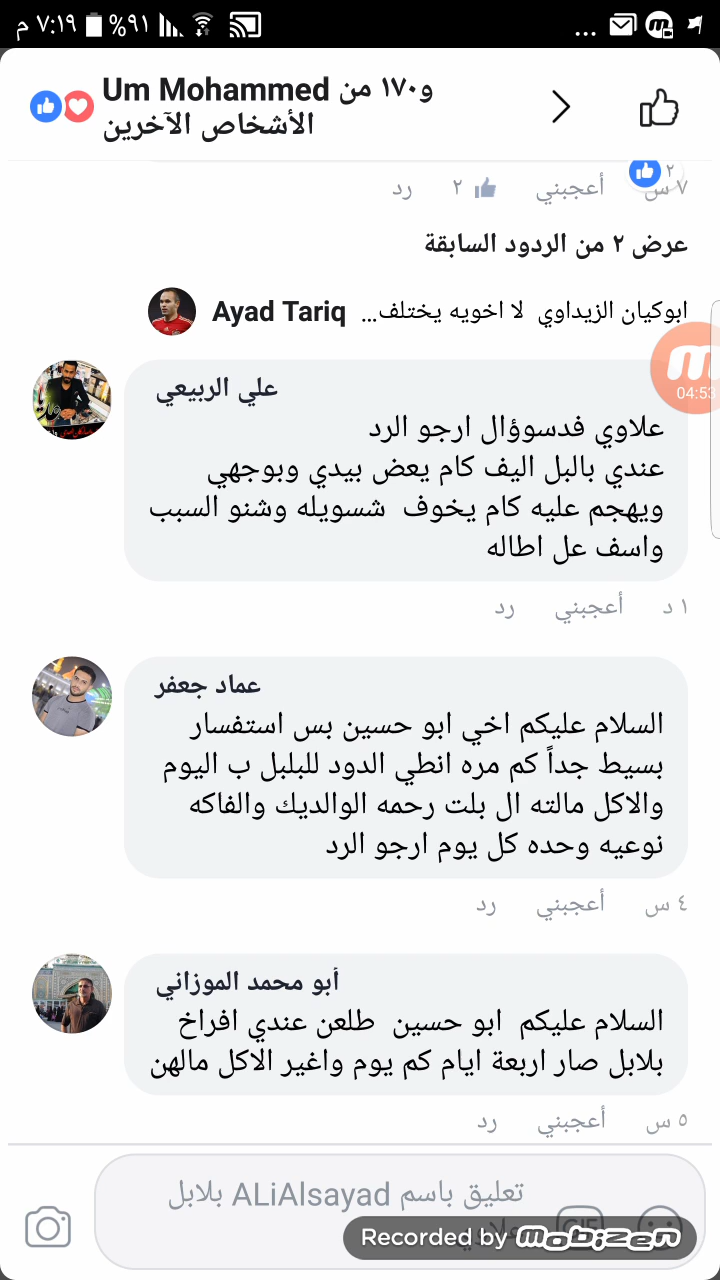 م ٧:١٩ %٩١ ...
Um Mohammed و١٧٠ من
الأشخاص الآخرين
٢
٧ س أعجبني رد ٢
عرض ٢ من الردود السابقة
Ayad Tariq ابوكيان الزيداوي لا اخويه يختلف...
04:53
علي الربيعي
علاوي فدسوؤال ارجو الرد
عندي بالبل اليف كام يعض بيدي وبوجهي
ويهجم عليه كام يخوف شسويله وشنو السبب
واسف عل اطاله
١ د أعجبني رد
عماد جعفر
السلام عليكم اخي ابو حسين بس استفسار
بسيط جداً كم مره انطي الدود للبلبل ب اليوم
والاكل مالته ال بلت رحمه الوالديك والفاكه
نوعيه وحده كل يوم ارجو الرد
٤ س أعجبني رد
أبو محمد الموزاني
السلام عليكم ابو حسين طلعن عندي افراخ
بلابل صار اربعة ايام كم يوم واغير الاكل مالهن
٥ س أعجبني رد
تعليق باسم ALiAlsayad بلابل
GIF
Recorded by mobizen